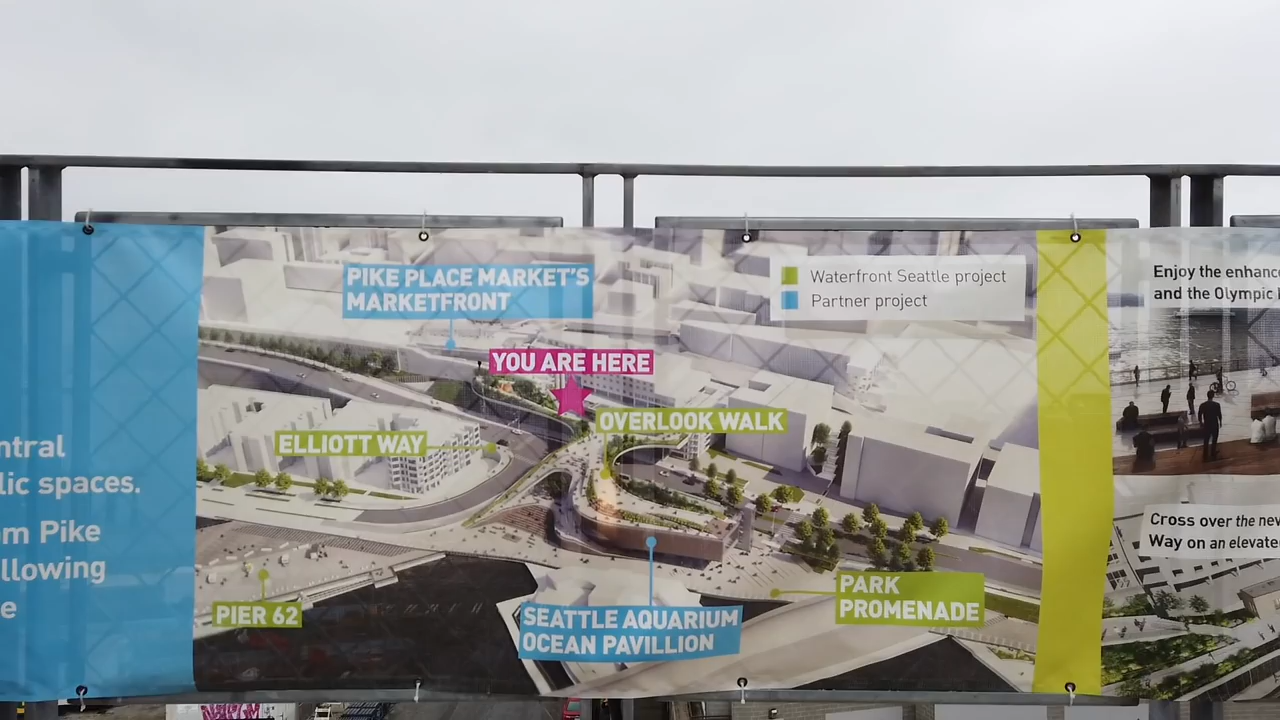 ntral
lic spaces.
om Pike
llowing
e
PIKE PLACE MARKET'S
MARKETFRONT
Waterfront Seattle project
Partner project
YOU ARE HERE
OVERLOOK WALK
ELLIOTT WAY
PIER 62
SEATTLE AQUARIUM
OCEAN PAVILLION
PARK
PROMENADE
Enjoy the enhanc
and the Olympic
Cross over the new
Way on an elevate